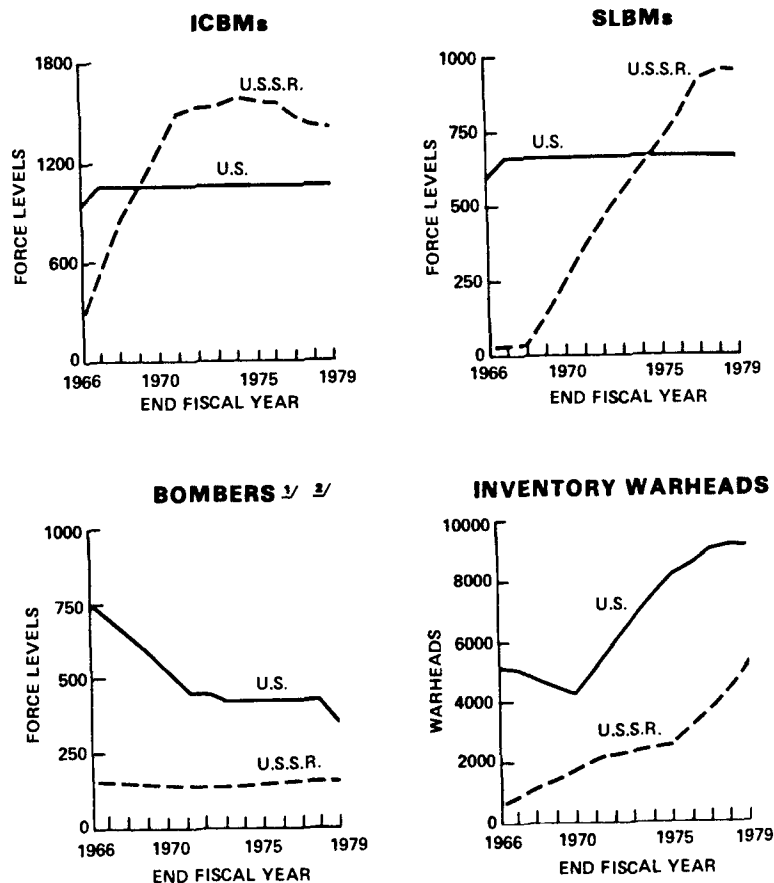 ICBMs
1800
1200
600
0
FORCE LEVELS
U.S.S.R.
U.S.
1966 1970 1975 1979
END FISCAL YEAR
SLBMs
1000
750
500
250
0
FORCE LEVELS
U.S.S.R.
U.S.
1966 1970 1975 1979
END FISCAL YEAR
BOMBERS 1/ 2/
1000
750
500
250
0
FORCE LEVELS
U.S.
U.S.S.R.
1966 1970 1975 1979
END FISCAL YEAR
INVENTORY WARHEADS
10000
8000
6000
4000
2000
0
WARHEADS
U.S.
U.S.S.R.
1966 1970 1975 1979
END FISCAL YEAR